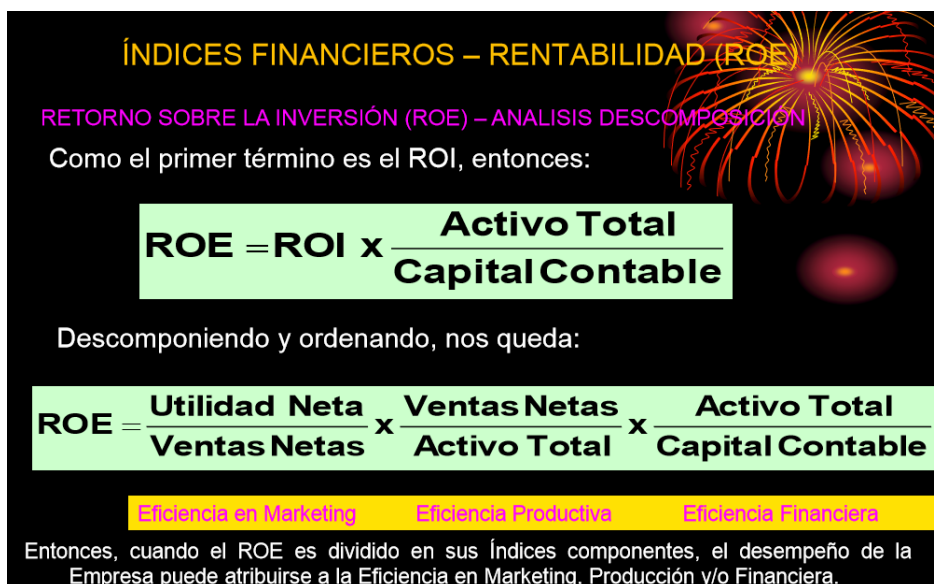 ÍNDICES FINANCIEROS – RENTABILIDAD (ROE)
RETORNO SOBRE LA INVERSIÓN (ROE) – ANALISIS DESCOMPOSICIÓN
Como el primer término es el ROI, entonces:
ROE = ROI x Activo Total / Capital Contable
Descomponiendo y ordenando, nos queda:
ROE = Utilidad Neta / Ventas Netas x Ventas Netas / Activo Total x Activo Total / Capital Contable
Eficiencia en Marketing Eficiencia Productiva Eficiencia Financiera
Entonces, cuando el ROE es dividido en sus Índices componentes, el desempeño de la
Empresa puede atribuirse a la Eficiencia en Marketing, Producción y/o Financiera.